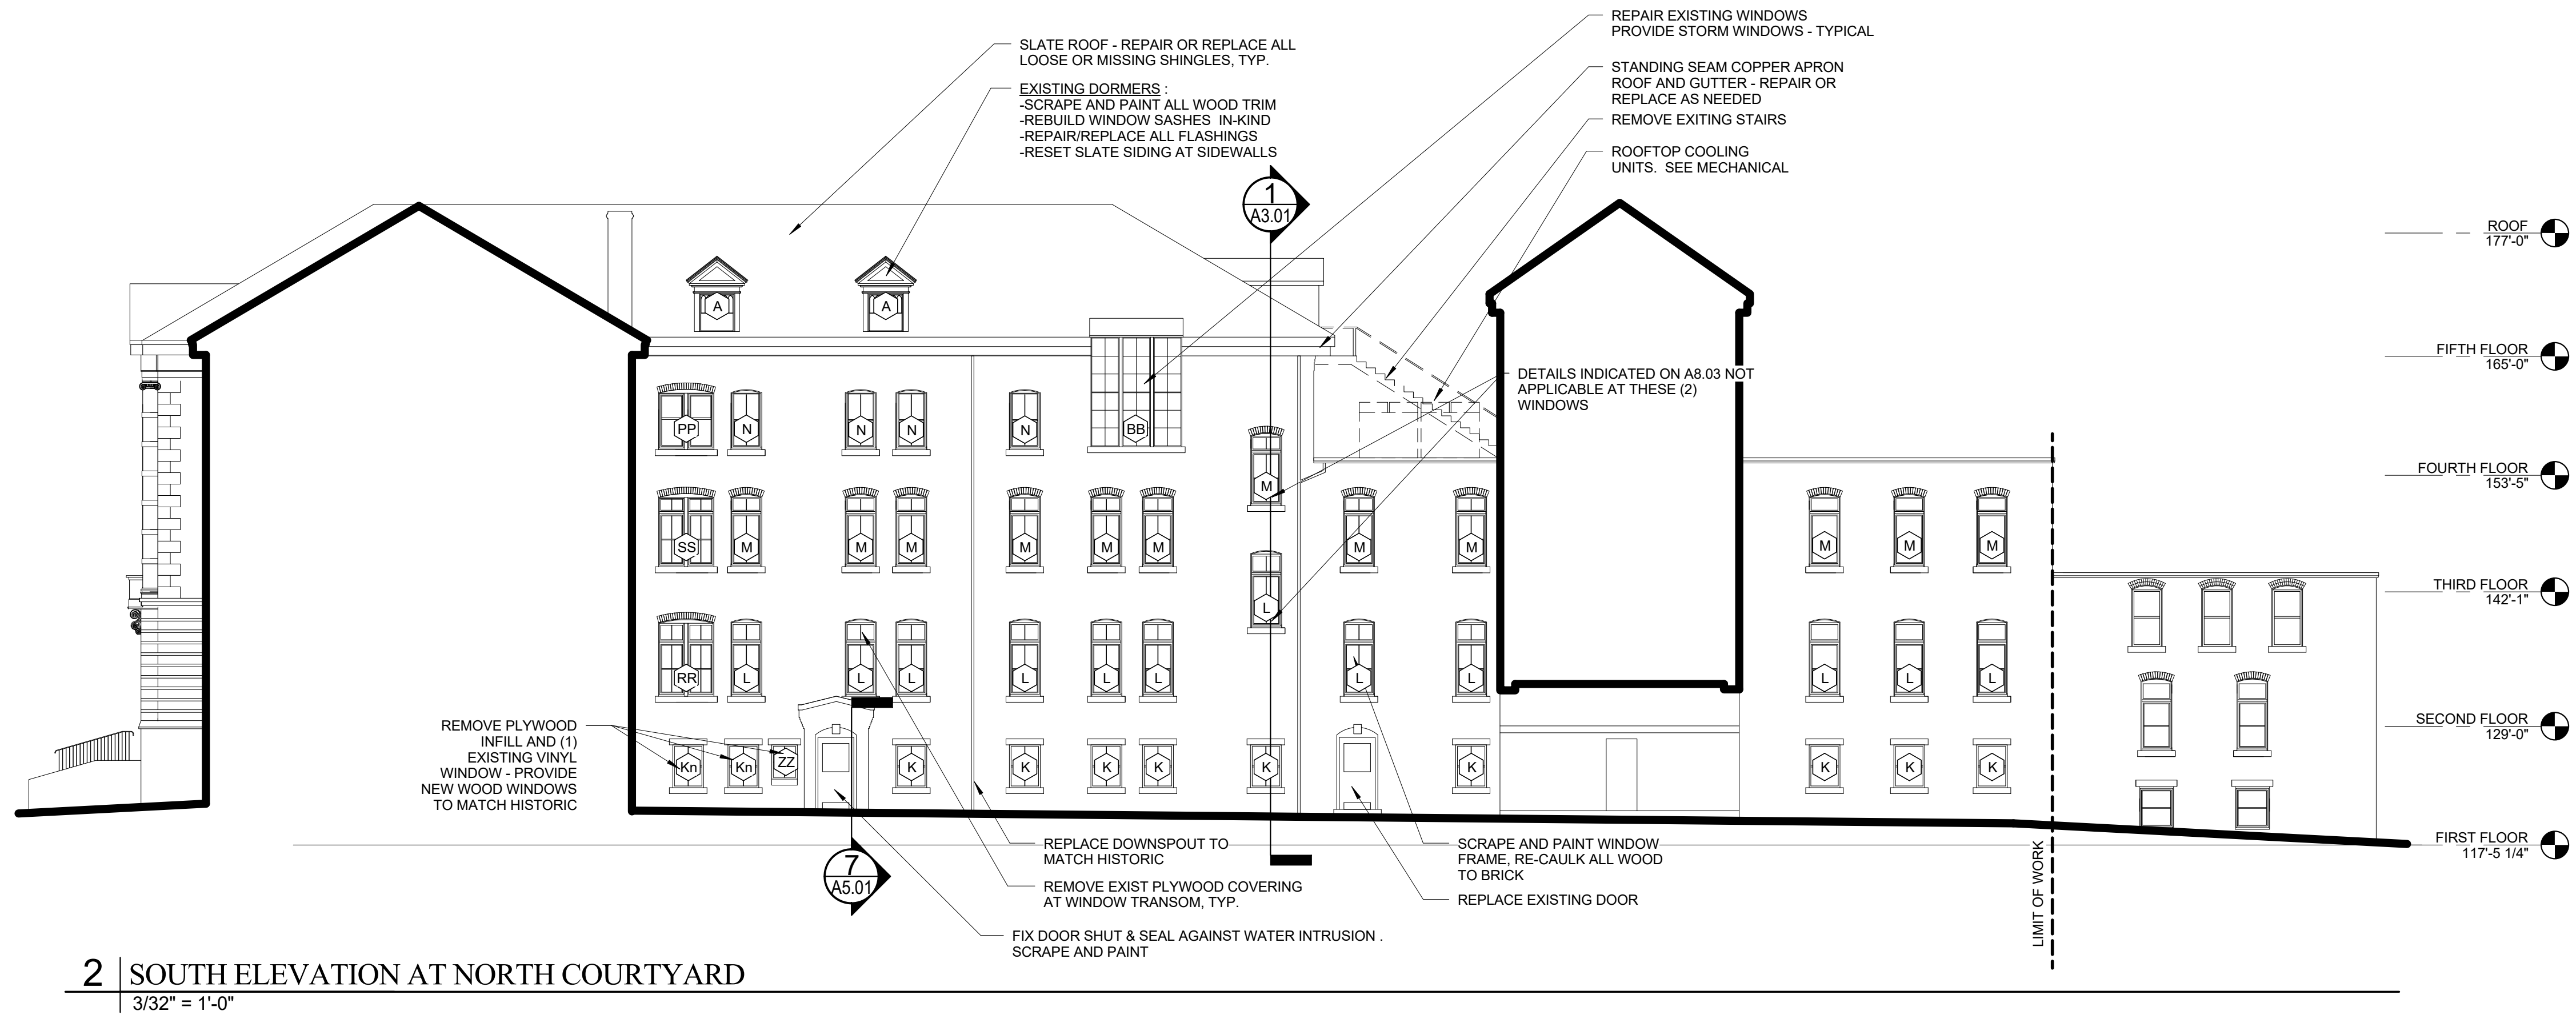 REPAIR EXISTING WINDOWS
PROVIDE STORM WINDOWS - TYPICAL
SLATE ROOF - REPAIR OR REPLACE ALL
LOOSE OR MISSING SHINGLES, TYP.
STANDING SEAM COPPER APRON
ROOF AND GUTTER - REPAIR OR
REPLACE AS NEEDED
EXISTING DORMERS :
-SCRAPE AND PAINT ALL WOOD TRIM
-REBUILD WINDOW SASHES IN-KIND
-REPAIR/REPLACE ALL FLASHINGS
-RESET SLATE SIDING AT SIDEWALLS
REMOVE EXITING STAIRS
ROOFTOP COOLING
UNITS. SEE MECHANICAL
1
A3.01
ROOF
177'-0"
A A
FIFTH FLOOR
165'-0"
DETAILS INDICATED ON A8.03 NOT
APPLICABLE AT THESE (2)
WINDOWS
PP N N N N BB
FOURTH FLOOR
153'-5"
M
SS M M M M M M M M M M M
THIRD FLOOR
142'-1"
L
RR L L L L L L L L L L L
SECOND FLOOR
129'-0"
REMOVE PLYWOOD
INFILL AND (1)
EXISTING VINYL
WINDOW - PROVIDE
NEW WOOD WINDOWS
TO MATCH HISTORIC
Kn Kn ZZ K K K K K K K K K
FIRST FLOOR
117'-5 1/4"
REPLACE DOWNSPOUT TO
MATCH HISTORIC
SCRAPE AND PAINT WINDOW
FRAME, RE-CAULK ALL WOOD
TO BRICK
7
A5.01
REMOVE EXIST PLYWOOD COVERING
AT WINDOW TRANSOM, TYP.
REPLACE EXISTING DOOR
LIMIT OF WORK
FIX DOOR SHUT & SEAL AGAINST WATER INTRUSION .
SCRAPE AND PAINT
2 SOUTH ELEVATION AT NORTH COURTYARD
3/32" = 1'-0"